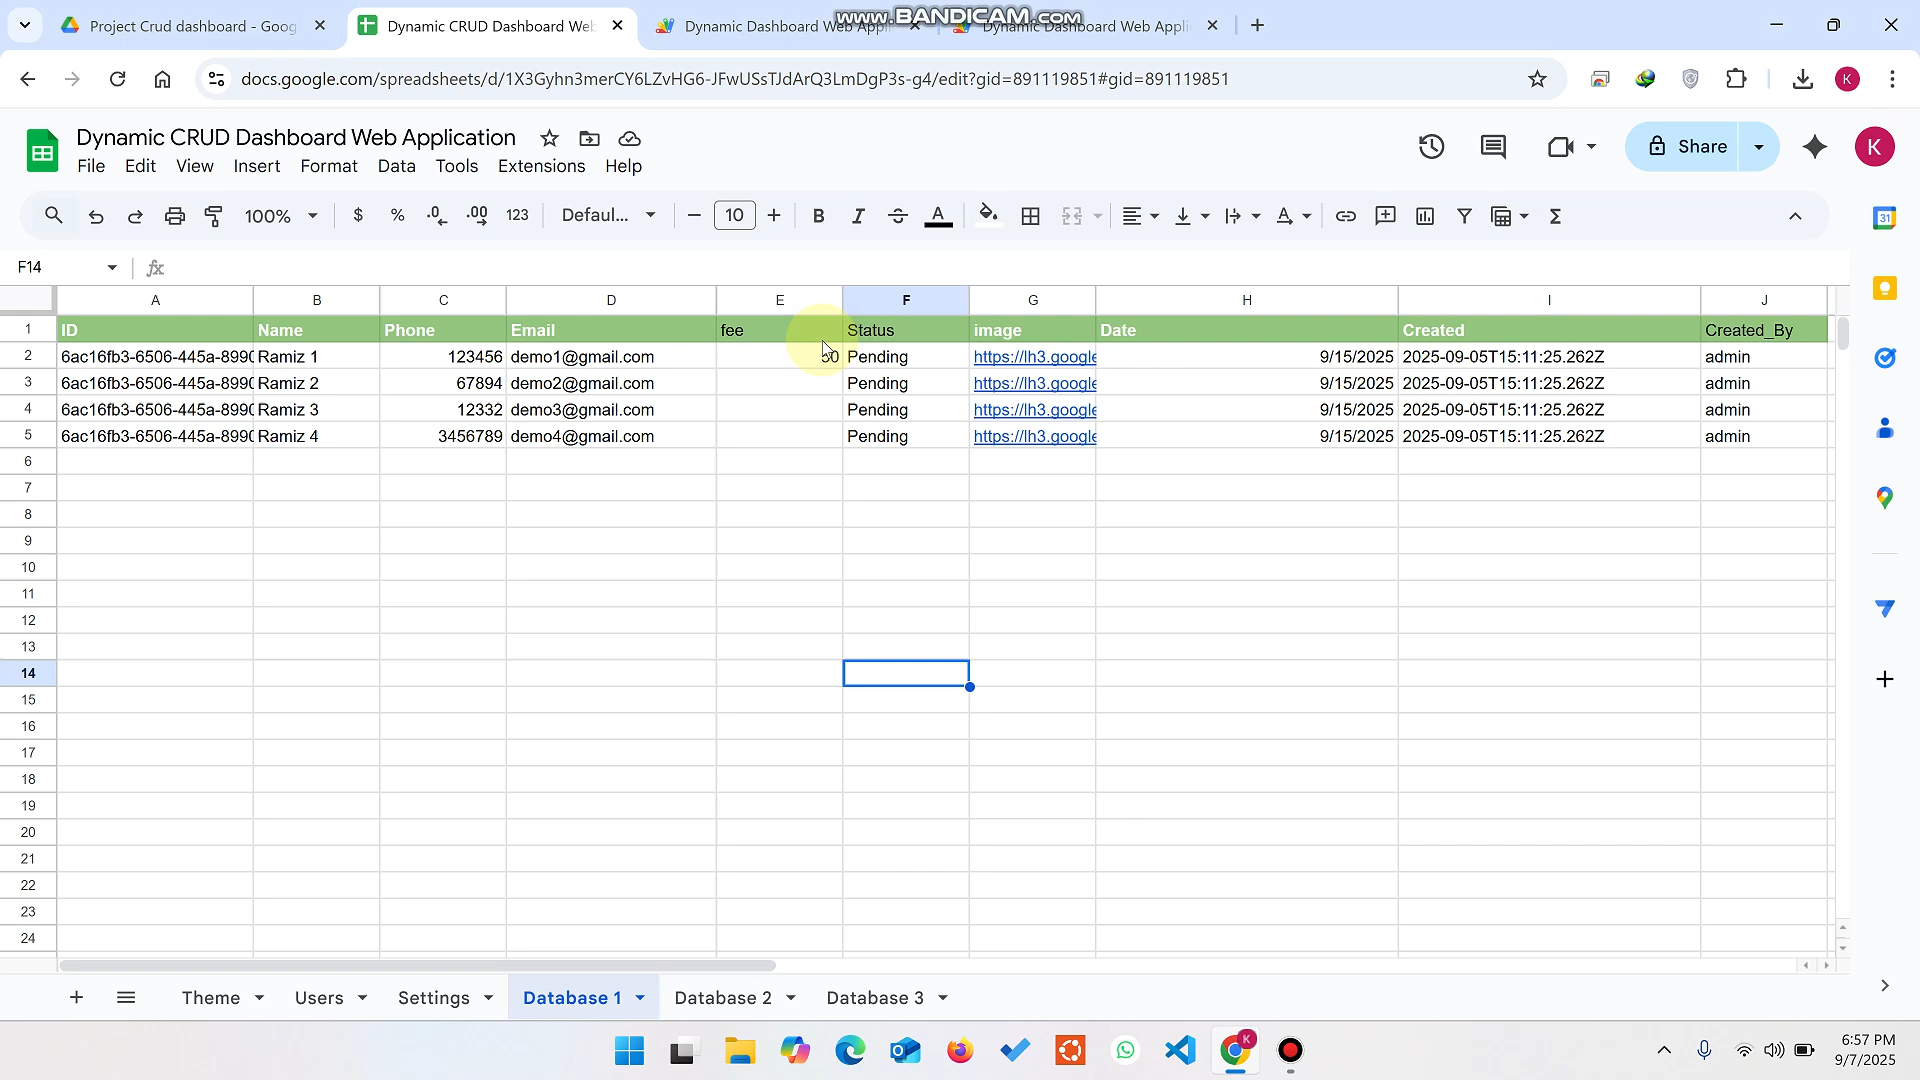 Project Crud dashboard - Goog
Dynamic CRUD Dashboard Web
Dynamic Dashboard Web Appl
Dynamic Dashboard Web Appli
www.BANDICAM.com
docs.google.com/spreadsheets/d/1X3Gyhn3merCY6LZvHG6-JFwUSsTJdArQ3LmDgP3s-g4/edit?gid=891119851#gid=891119851
K
Dynamic CRUD Dashboard Web Application
File Edit View Insert Format Data Tools Extensions Help
Share
K
100% $ % .0 .00 123 Defaul... 10 B I S A
31
F14 fx
A B C D E F G H I J
1 ID Name Phone Email fee Status image Date Created Created_By
2 6ac16fb3-6506-445a-8990 Ramiz 1 123456 demo1@gmail.com 50 Pending https://lh3.google 9/15/2025 2025-09-05T15:11:25.262Z admin
3 6ac16fb3-6506-445a-8990 Ramiz 2 67894 demo2@gmail.com Pending https://lh3.google 9/15/2025 2025-09-05T15:11:25.262Z admin
4 6ac16fb3-6506-445a-8990 Ramiz 3 12332 demo3@gmail.com Pending https://lh3.google 9/15/2025 2025-09-05T15:11:25.262Z admin
5 6ac16fb3-6506-445a-8990 Ramiz 4 3456789 demo4@gmail.com Pending https://lh3.google 9/15/2025 2025-09-05T15:11:25.262Z admin
6
7
8
9
10
11
12
13
14
15
16
17
18
19
20
21
22
23
24
Theme Users Settings Database 1 Database 2 Database 3
K
6:57 PM
9/7/2025